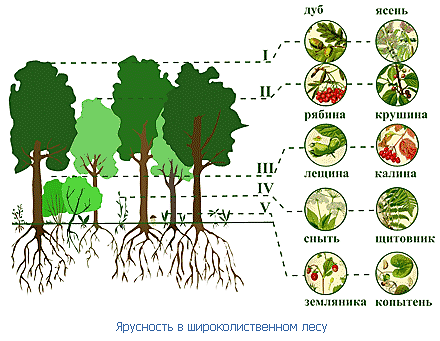 дуб ясень
I
II
рябина крушина
III
лещина калина
IV
V
сныть щитовник
земляника копытень
Ярусность в широколиственном лесу